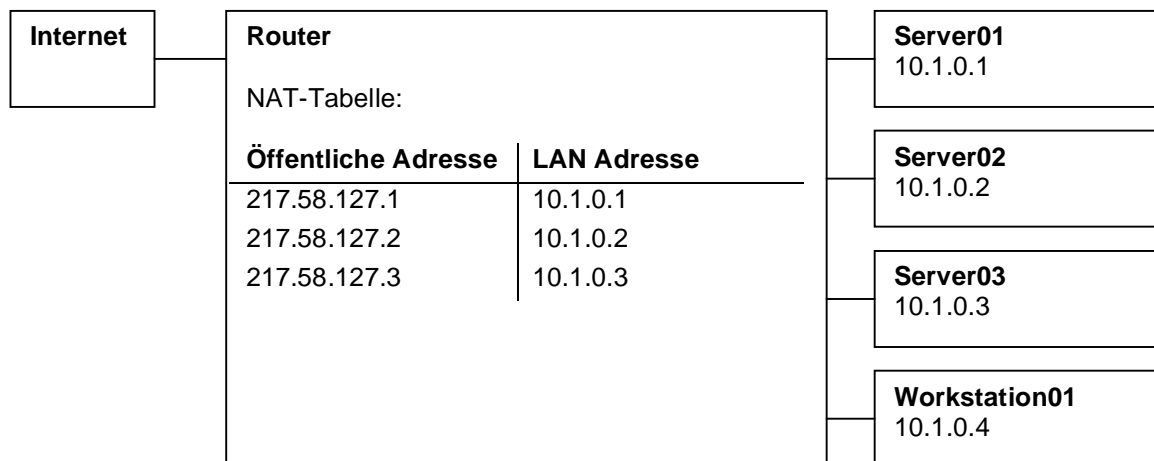 Internet
Router
NAT-Tabelle:
Öffentliche Adresse LAN Adresse
217.58.127.1 10.1.0.1
217.58.127.2 10.1.0.2
217.58.127.3 10.1.0.3
Server01
10.1.0.1
Server02
10.1.0.2
Server03
10.1.0.3
Workstation01
10.1.0.4